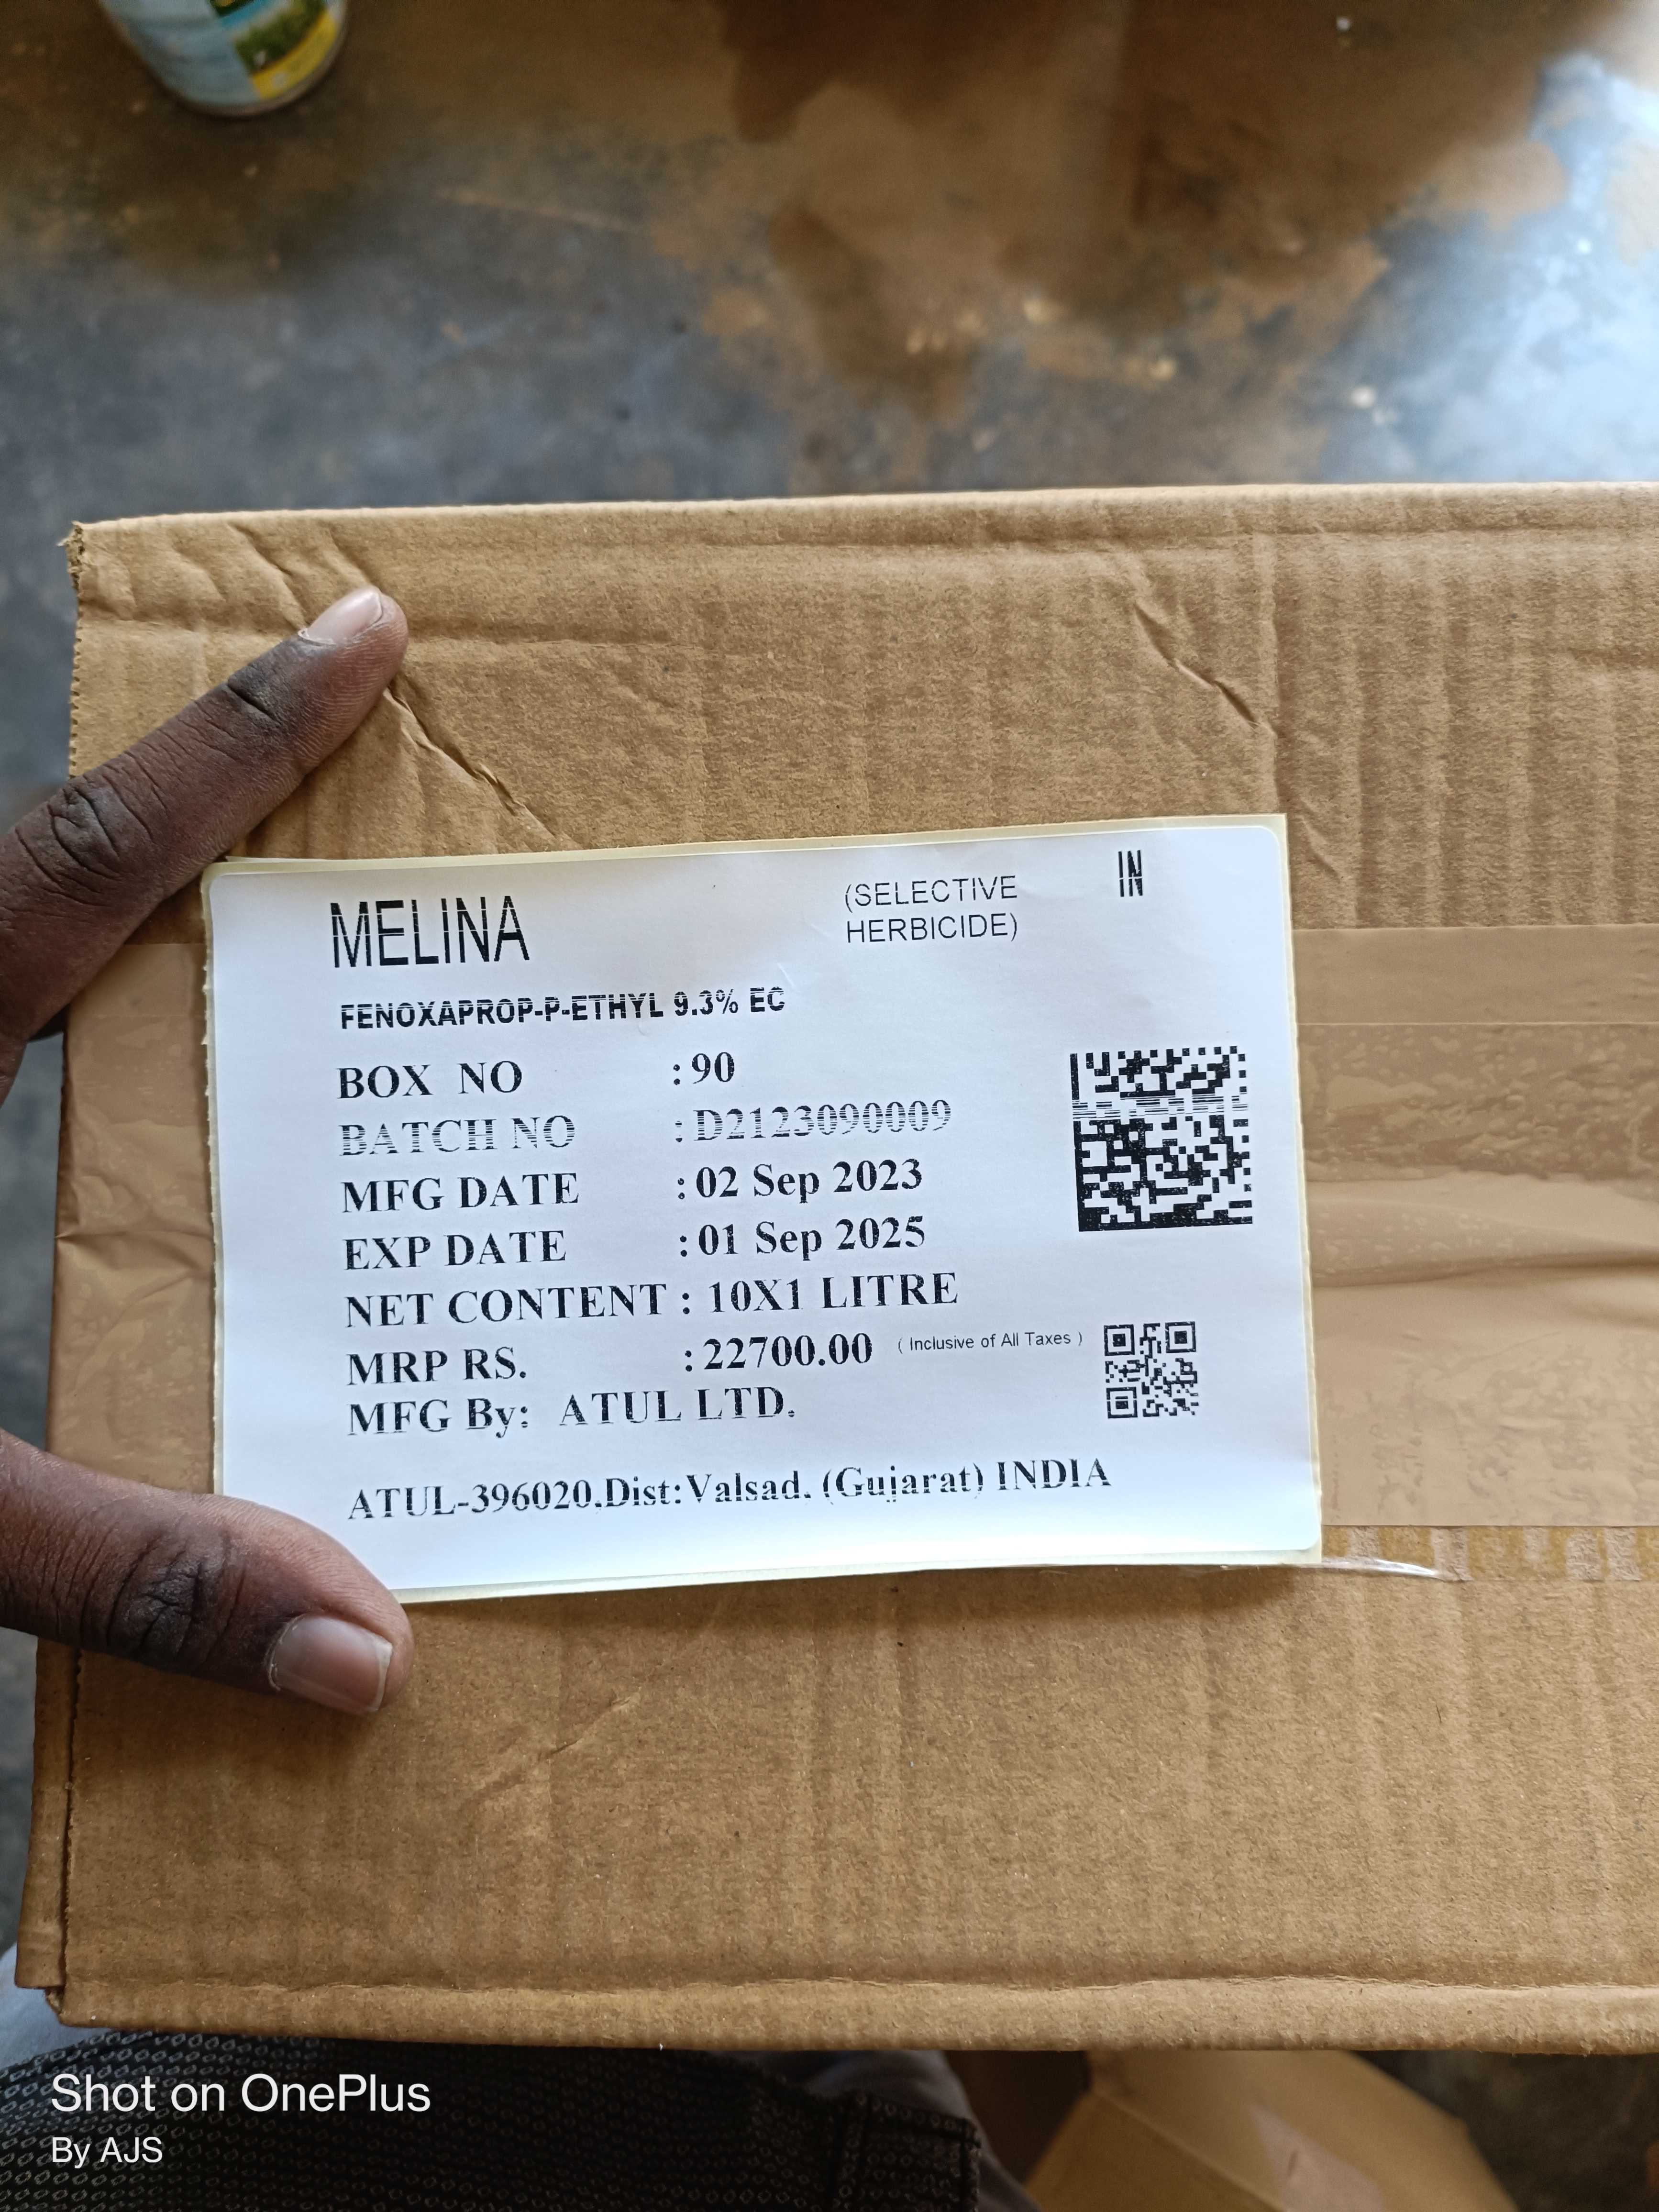 MELINA
(SELECTIVE
HERBICIDE)
IN
FENOXAPROP-P-ETHYL 9.3% EC
BOX NO : 90
BATCH NO : D2123090009
MFG DATE : 02 Sep 2023
EXP DATE : 01 Sep 2025
NET CONTENT : 10X1 LITRE
MRP RS. : 22700.00 ( Inclusive of All Taxes )
MFG By: ATUL LTD.
ATUL-396020.Dist:Valsad. (Gujarat) INDIA
Shot on OnePlus
By AJS